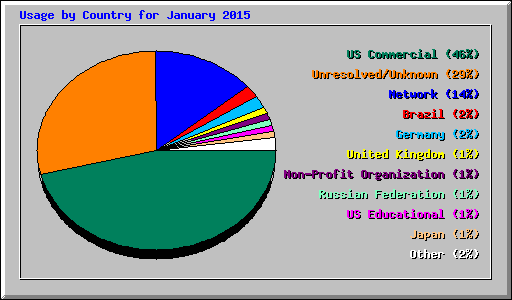 Usage by Country for January 2015
US Commercial (46%)
Unresolved/Unknown (29%)
Network (14%)
Brazil (2%)
Germany (2%)
United Kingdom (1%)
Non-Profit Organization (1%)
Russian Federation (1%)
US Educational (1%)
Japan (1%)
Other (2%)